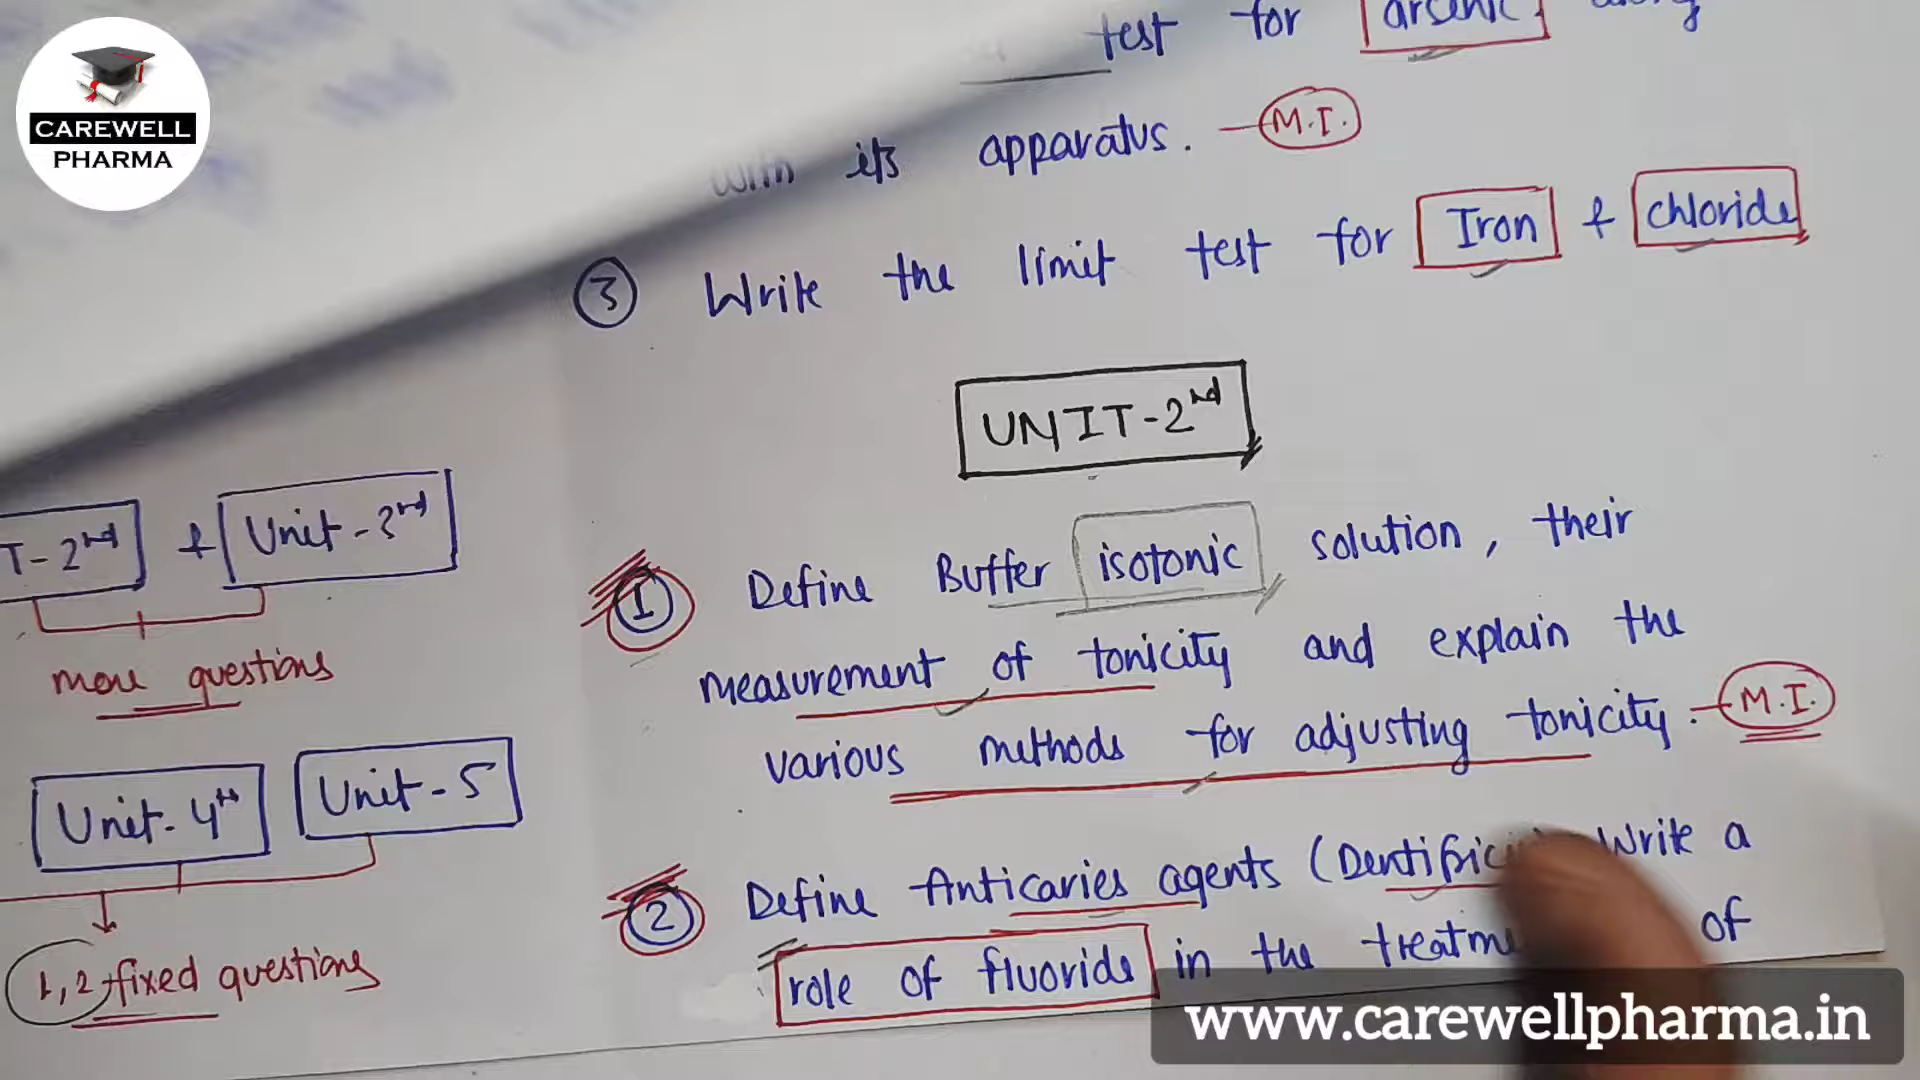 CAREWELL
PHARMA
test for arsenic
with its apparatus. - M.I.
3 Write the limit test for Iron + chloride
UNIT-2nd
1 Define Buffer isotonic solution, their
measurement of tonicity and explain the
various methods for adjusting tonicity. - M.I.
2 Define Anticaries agents (Dentifric Write a
role of fluoride in the of
T-2nd + Unit-3rd
more questions
Unit-4th Unit-5
1,2 fixed questions
www.carewellpharma.in